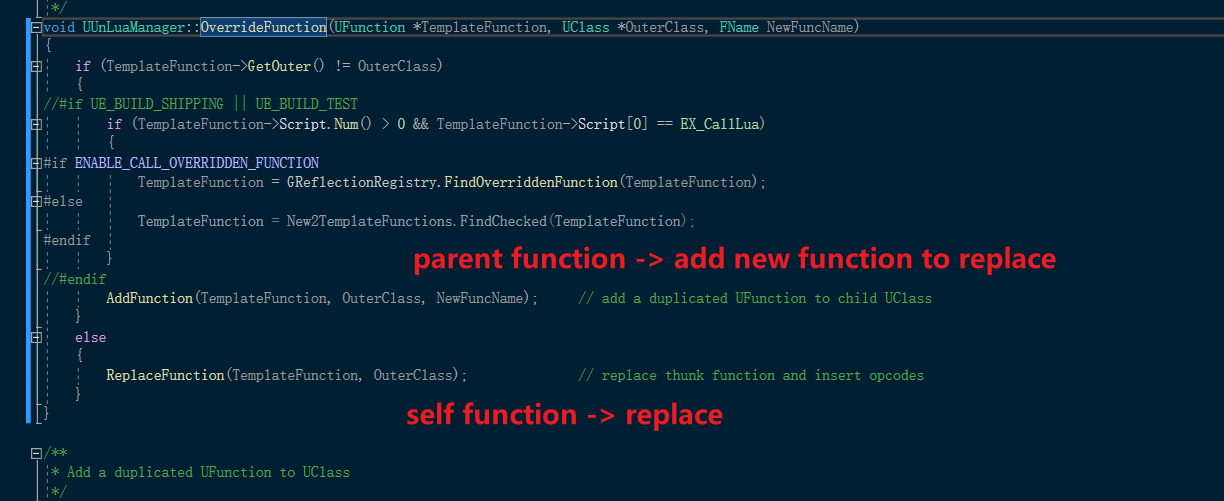 */
void UUnLuaManager::OverrideFunction(UFunction *TemplateFunction, UClass *OuterClass, FName NewFuncName)
{
if (TemplateFunction->GetOuter() != OuterClass)
{
//#if UE_BUILD_SHIPPING || UE_BUILD_TEST
if (TemplateFunction->Script.Num() > 0 && TemplateFunction->Script[0] == EX_CallLua)
{
#if ENABLE_CALL_OVERRIDDEN_FUNCTION
TemplateFunction = GReflectionRegistry.FindOverriddenFunction(TemplateFunction);
#else
TemplateFunction = New2TemplateFunctions.FindChecked(TemplateFunction);
#endif
}
parent function -> add new function to replace
//#endif
AddFunction(TemplateFunction, OuterClass, NewFuncName); // add a duplicated UFunction to child UClass
}
else
{
ReplaceFunction(TemplateFunction, OuterClass); // replace thunk function and insert opcodes
}
self function -> replace
}
/**
* Add a duplicated UFunction to UClass
*/